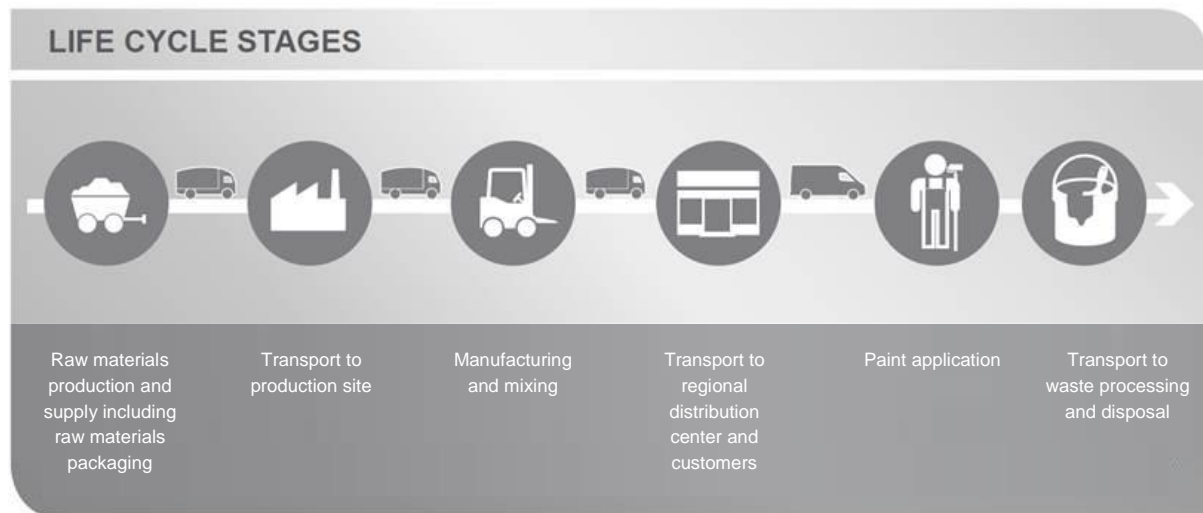 LIFE CYCLE STAGES
Raw materials
production and
supply including
raw materials
packaging
Transport to
production site
Manufacturing
and mixing
Transport to
regional
distribution
center and
customers
Paint application
Transport to
waste processing
and disposal